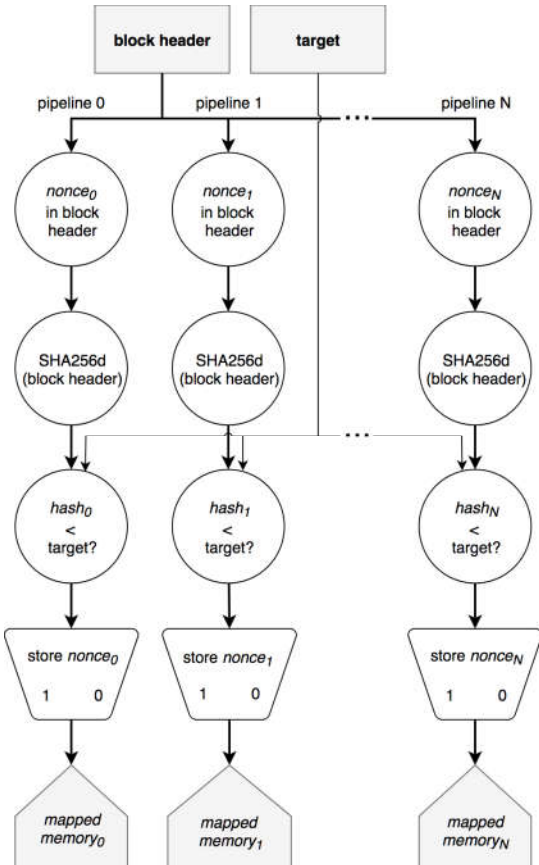 block header
target
pipeline 0
pipeline 1
pipeline N
nonce0
in block
header
nonce1
in block
header
nonceN
in block
header
SHA256d
(block header)
SHA256d
(block header)
SHA256d
(block header)
hash0
<
target?
hash1
<
target?
hashN
<
target?
store nonce0
1 0
store nonce1
1 0
store nonceN
1 0
mapped
memory0
mapped
memory1
mapped
memoryN